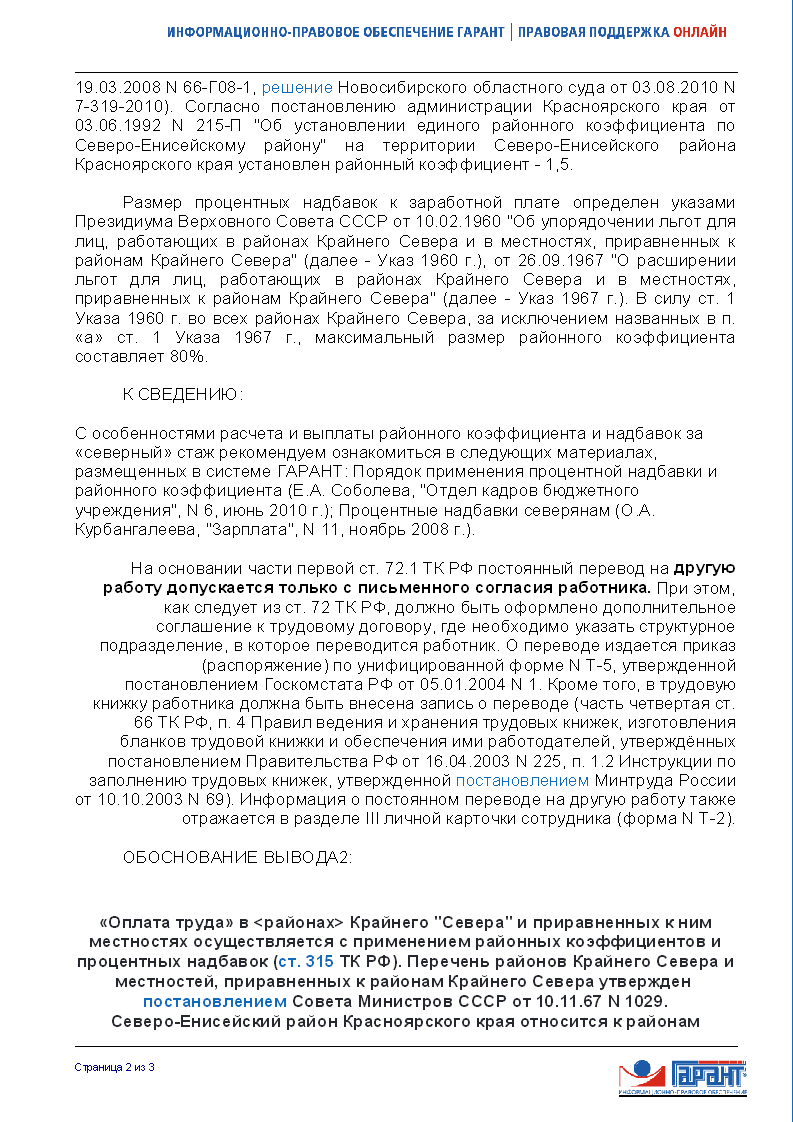 ИНФОРМАЦИОННО-ПРАВОВОЕ ОБЕСПЕЧЕНИЕ ГАРАНТ | ПРАВОВАЯ ПОДДЕРЖКА ОНЛАЙН
19.03.2008 N 66-Г08-1, решение Новосибирского областного суда от 03.08.2010 N
7-319-2010). Согласно постановлению администрации Красноярского края от
03.06.1992 N 215-П "Об установлении единого районного коэффициента по
Северо-Енисейскому району" на территории Северо-Енисейского района
Красноярского края установлен районный коэффициент - 1,5.
Размер процентных надбавок к заработной плате определен указами
Президиума Верховного Совета СССР от 10.02.1960 "Об упорядочении льгот для
лиц, работающих в районах Крайнего Севера и в местностях, приравненных к
районам Крайнего Севера" (далее - Указ 1960 г.), от 26.09.1967 "О расширении
льгот для лиц, работающих в районах Крайнего Севера и в местностях,
приравненных к районам Крайнего Севера" (далее - Указ 1967 г.). В силу ст. 1
Указа 1960 г. во всех районах Крайнего Севера, за исключением названных в п.
«а» ст. 1 Указа 1967 г., максимальный размер районного коэффициента
составляет 80%.
К СВЕДЕНИЮ:
С особенностями расчета и выплаты районного коэффициента и надбавок за
«северный» стаж рекомендуем ознакомиться в следующих материалах,
размещенных в системе ГАРАНТ: Порядок применения процентной надбавки и
районного коэффициента (Е.А. Соболева, "Отдел кадров бюджетного
учреждения", N 6, июнь 2010 г.); Процентные надбавки северянам (О.А.
Курбангалеева, "Зарплата", N 11, ноябрь 2008 г.).
На основании части первой ст. 72.1 ТК РФ постоянный перевод на другую
работу допускается только с письменного согласия работника. При этом,
как следует из ст. 72 ТК РФ, должно быть оформлено дополнительное
соглашение к трудовому договору, где необходимо указать структурное
подразделение, в которое переводится работник. О переводе издается приказ
(распоряжение) по унифицированной форме N Т-5, утвержденной
постановлением Госкомстата РФ от 05.01.2004 N 1. Кроме того, в трудовую
книжку работника должна быть внесена запись о переводе (часть четвертая ст.
66 ТК РФ, п. 4 Правил ведения и хранения трудовых книжек, изготовления
бланков трудовой книжки и обеспечения ими работодателей, утверждённых
постановлением Правительства РФ от 16.04.2003 N 225, п. 1.2 Инструкции по
заполнению трудовых книжек, утвержденной постановлением Минтруда России
от 10.10.2003 N 69). Информация о постоянном переводе на другую работу также
отражается в разделе III личной карточки сотрудника (форма N Т-2).
ОБОСНОВАНИЕ ВЫВОДА2:
«Оплата труда» в <районах> Крайнего "Севера" и приравненных к ним
местностях осуществляется с применением районных коэффициентов и
процентных надбавок (ст. 315 ТК РФ). Перечень районов Крайнего Севера и
местностей, приравненных к районам Крайнего Севера утвержден
постановлением Совета Министров СССР от 10.11.67 N 1029.
Северо-Енисейский район Красноярского края относится к районам
Страница 2 из 3
ГАРАНТ
ИНФОРМАЦИОННО-ПРАВОВОЕ ОБЕСПЕЧЕНИЕ